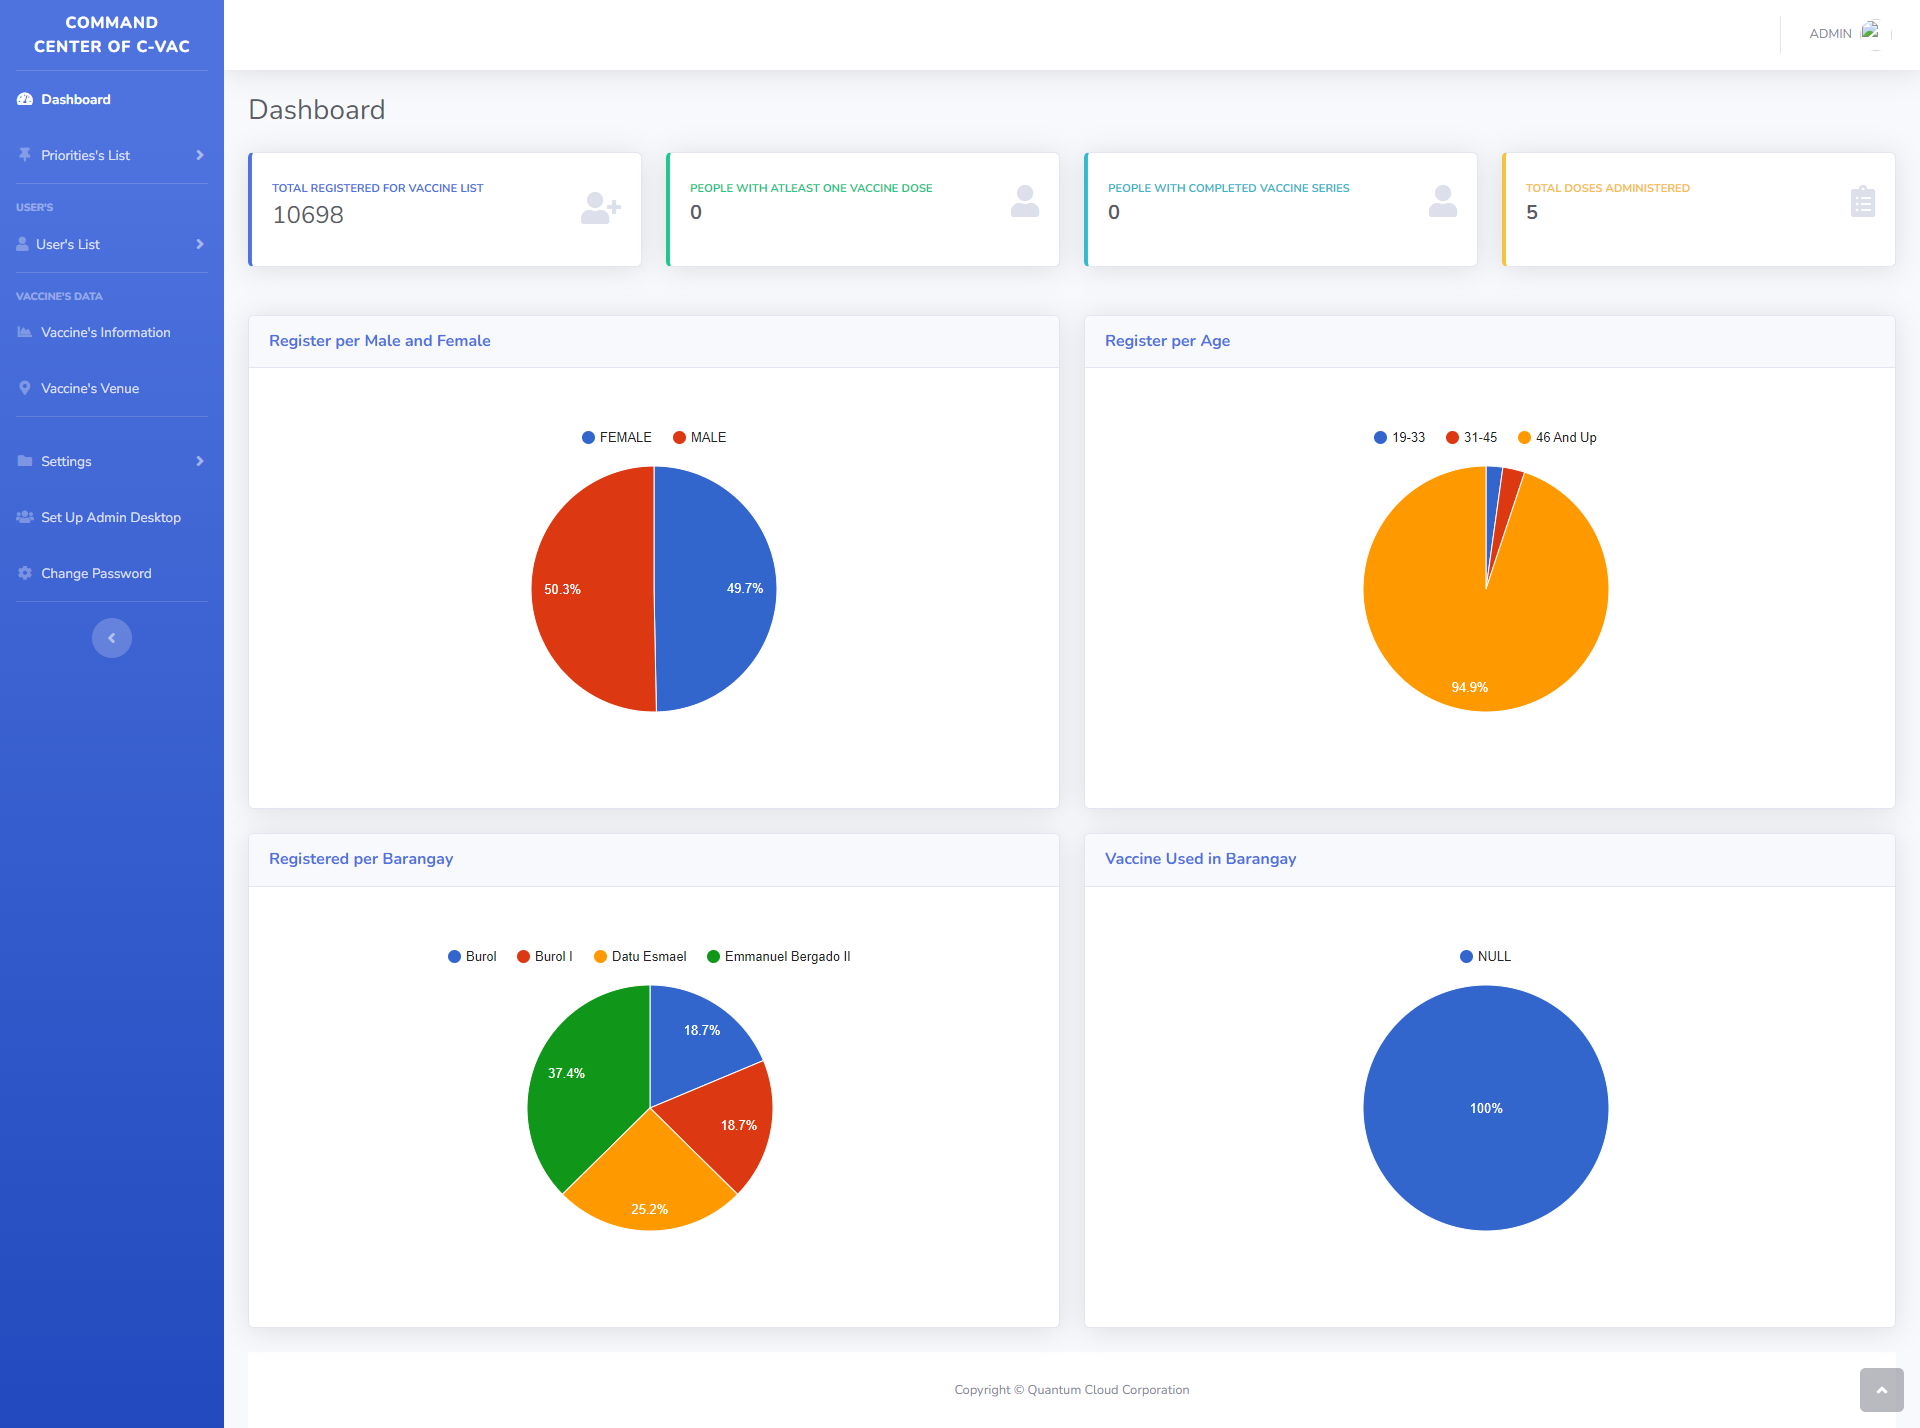 COMMAND
CENTER OF C-VAC
Dashboard
Priorities's List
USER'S
User's List
VACCINE'S DATA
Vaccine's Information
Vaccine's Venue
Settings
Set Up Admin Desktop
Change Password
ADMIN
Dashboard
TOTAL REGISTERED FOR VACCINE LIST
10698
PEOPLE WITH ATLEAST ONE VACCINE DOSE
0
PEOPLE WITH COMPLETED VACCINE SERIES
0
TOTAL DOSES ADMINISTERED
5
Register per Male and Female
FEMALE MALE
50.3% 49.7%
Register per Age
19-33 31-45 46 And Up
94.9%
Registered per Barangay
Burol Burol I Datu Esmael Emmanuel Bergado II
18.7%
37.4%
18.7%
25.2%
Vaccine Used in Barangay
NULL
100%
Copyright © Quantum Cloud Corporation